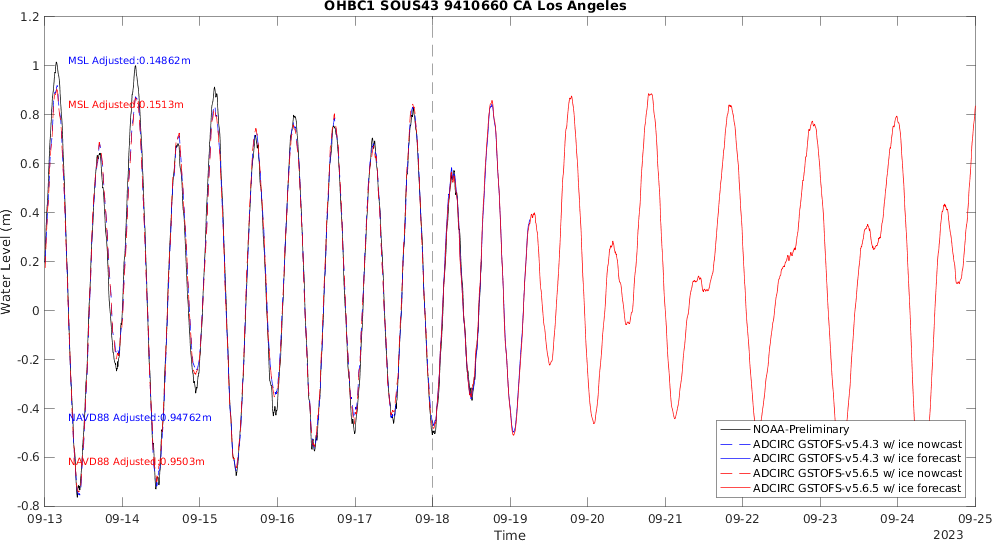 OHBC1 SOUS43 9410660 CA Los Angeles
1.2
1
0.8
0.6
0.4
0.2
0
-0.2
-0.4
-0.6
-0.8
Water Level (m)
MSL Adjusted:0.14862m
MSL Adjusted:0.1513m
NAVD88 Adjusted:0.94762m
NAVD88 Adjusted:0.9503m
NOAA-Preliminary
ADCIRC GSTOFS-v5.4.3 w/ ice nowcast
ADCIRC GSTOFS-v5.4.3 w/ ice forecast
ADCIRC GSTOFS-v5.6.5 w/ ice nowcast
ADCIRC GSTOFS-v5.6.5 w/ ice forecast
09-13 09-14 09-15 09-16 09-17 09-18 09-19 09-20 09-21 09-22 09-23 09-24 09-25
Time
2023